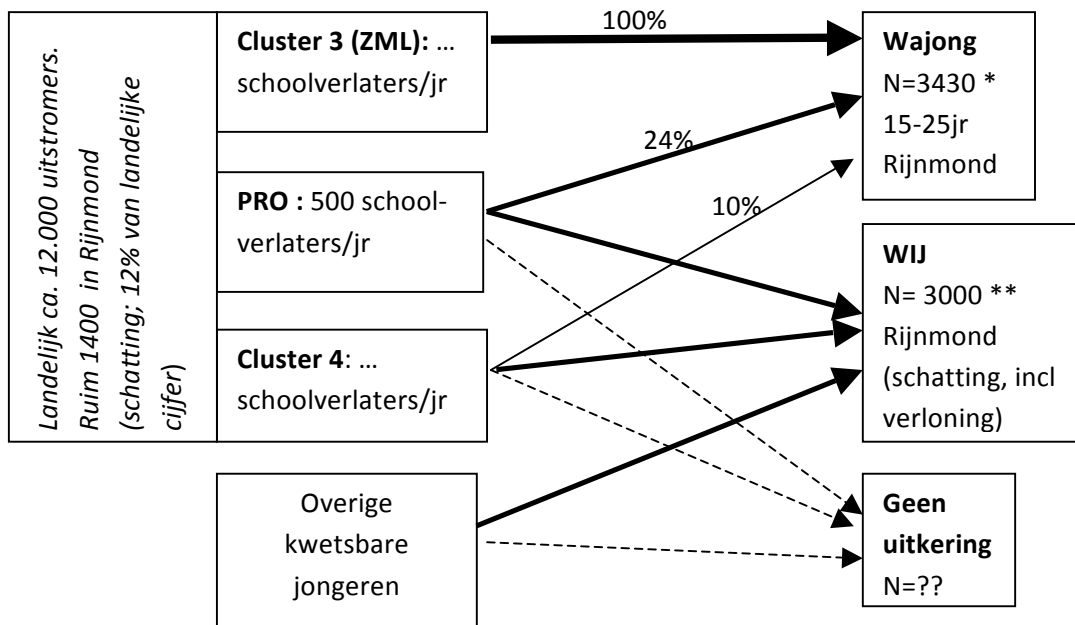 Landelijk ca. 12.000 uitstromers.
Ruim 1400 in Rijnmond
(schatting; 12% van landelijke
cijfer)
Cluster 3 (ZML): ...
schoolverlaters/jr
PRO : 500 school-
verlaters/jr
Cluster 4: ...
schoolverlaters/jr
Overige
kwetsbare
jongeren
100%
24%
10%
Wajong
N=3430 *
15-25jr
Rijnmond
WIJ
N= 3000 **
Rijnmond
(schatting, incl
verloning)
Geen
uitkering
N=??